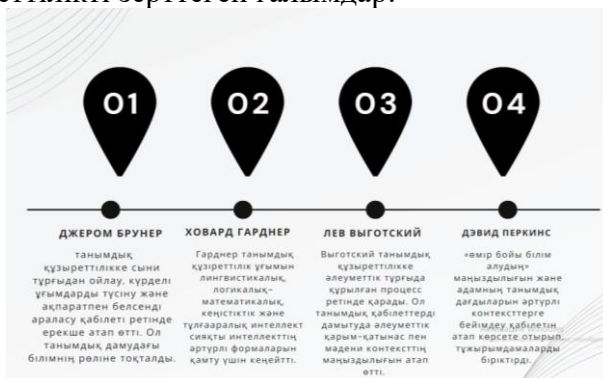 01
02
03
04
ДЖЕРОМ БРУНЕР
танымдық
құзыреттілікке сыни
тұрғыдан ойлау, күрделі
ұғымдарды түсіну және
ақпаратпен белсенді
араласу қабілеті ретінде
ерекше атап өтті. Ол
танымдық дамудағы
білімнің рөліне тоқталды.
ХОВАРД ГАРДНЕР
Гарднер танымдық
құзіреттілік ұғымын
лингвистикалық,
логикалық-
математикалық,
кеңістіктік және
тұлғааралық интеллект
сияқты интеллекттің
әртүрлі формаларын
қамту үшін кеңейтті.
ЛЕВ ВЫГОТСКИЙ
Выготский танымдық
құзыреттілікке
әлеуметтік тұрғыда
құрылған процесс
ретінде қарады. Ол
танымдық қабілеттерді
дамытуда әлеуметтік
қарым-қатынас пен
мәдени контексттің
маңыздылығын атап
өтті.
ДЭВИД ПЕРКИНС
«өмір бойы білім
алудың»
маңыздылығын және
адамның танымдық
дағдыларын әртүрлі
контексттерге
бейімдеу қабілетін
атап көрсете отырып,
тұжырымдамаларды
біріктірді.